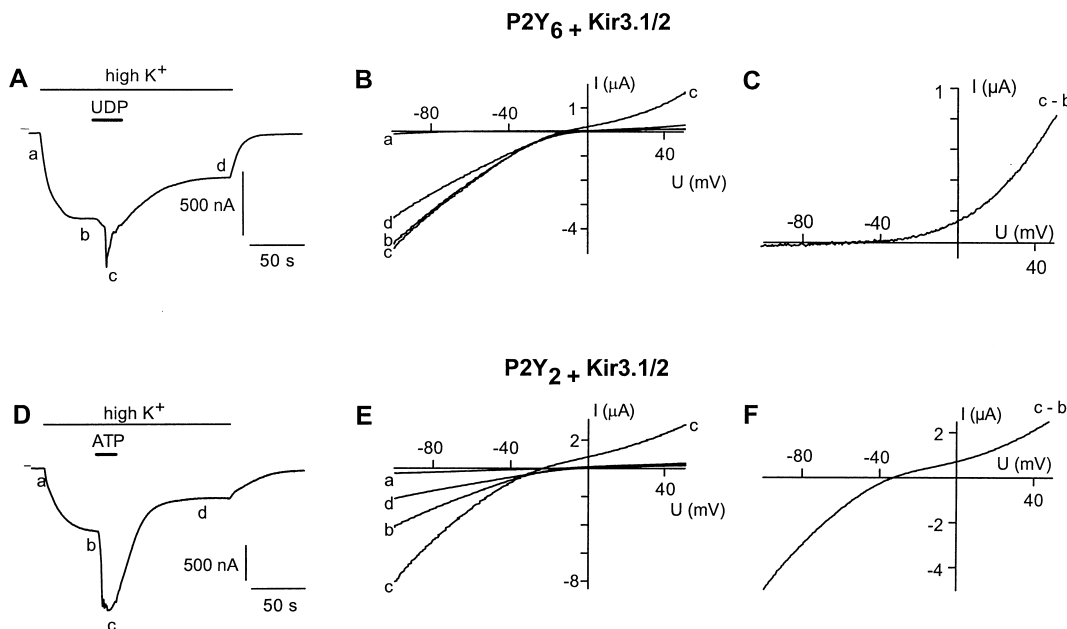 P2Y6 + Kir3.1/2
A
high K+
UDP
a
b
c
d
500 nA
50 s
B
I (μA)
1
c
-80
-40
a
40
U (mV)
d
b
c
-4
C
1
I (μA)
c - b
-80
-40
U (mV)
40
P2Y2 + Kir3.1/2
D
high K+
ATP
a
b
c
d
500 nA
50 s
E
I (μA)
2
c
-80
-40
a
d
b
c
40
U (mV)
-8
F
I (μA)
c - b
2
-80
-40
U (mV)
40
-2
-4